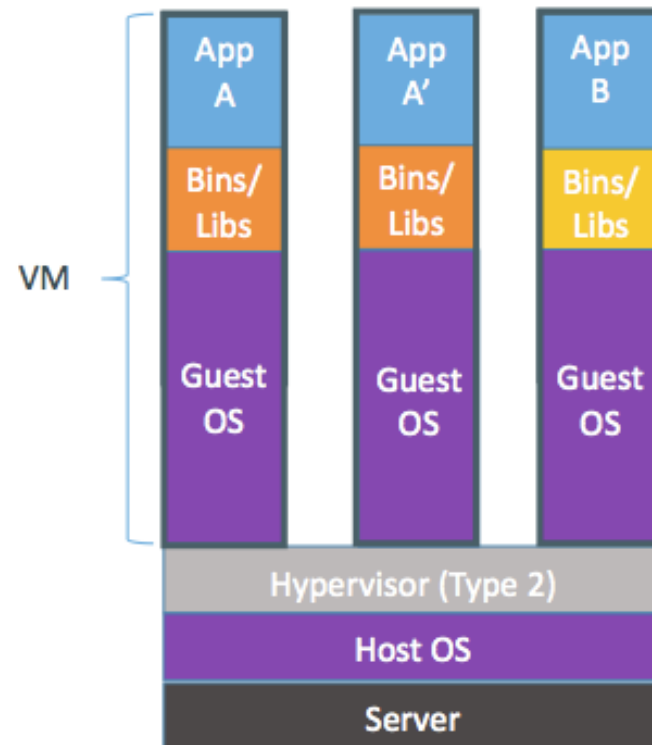 App
A
App
A’
App
B
Bins/
Libs
Bins/
Libs
Bins/
Libs
VM
Guest
OS
Guest
OS
Guest
OS
Hypervisor (Type 2)
Host OS
Server